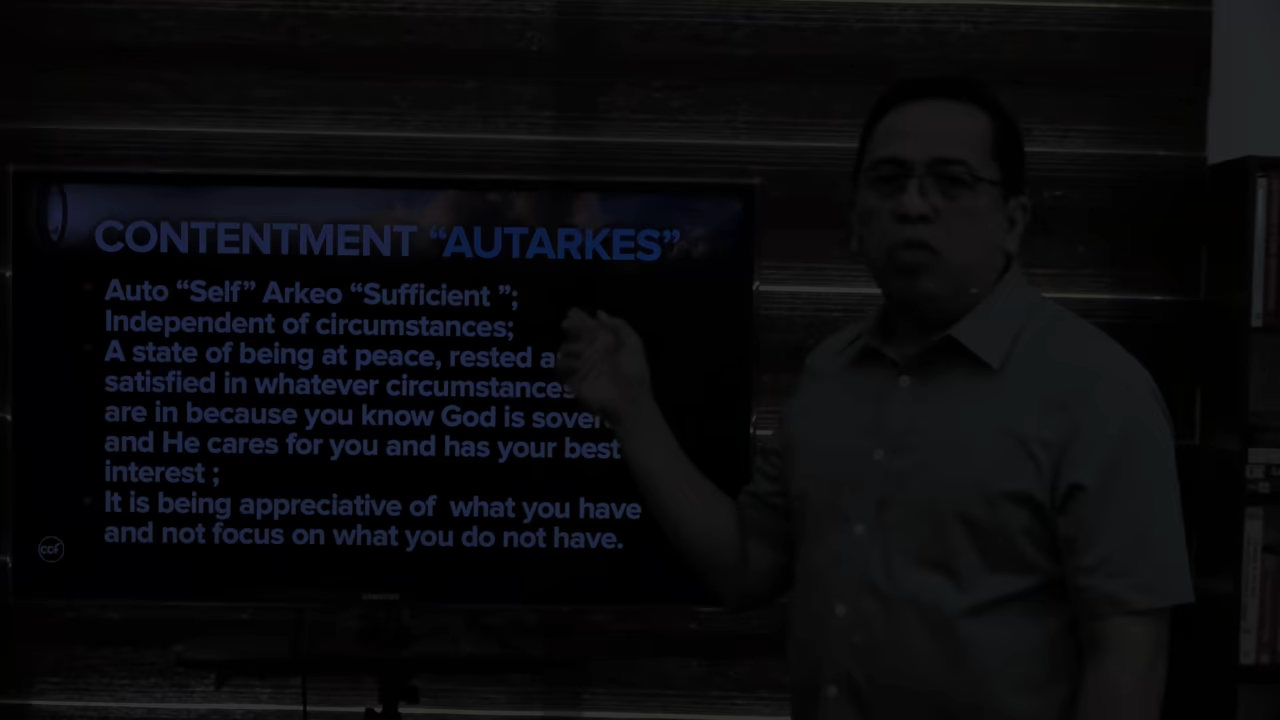 CONTENTMENT “AUTARKES”
Auto “Self” Arkeo “Sufficient ”;
Independent of circumstances;
A state of being at peace, rested
satisfied in whatever circumstances
are in because you know God is
and He cares for you and has your best
interest ;
It is being appreciative of what you have
and not focus on what you do not have.
CCF
SAMSUNG